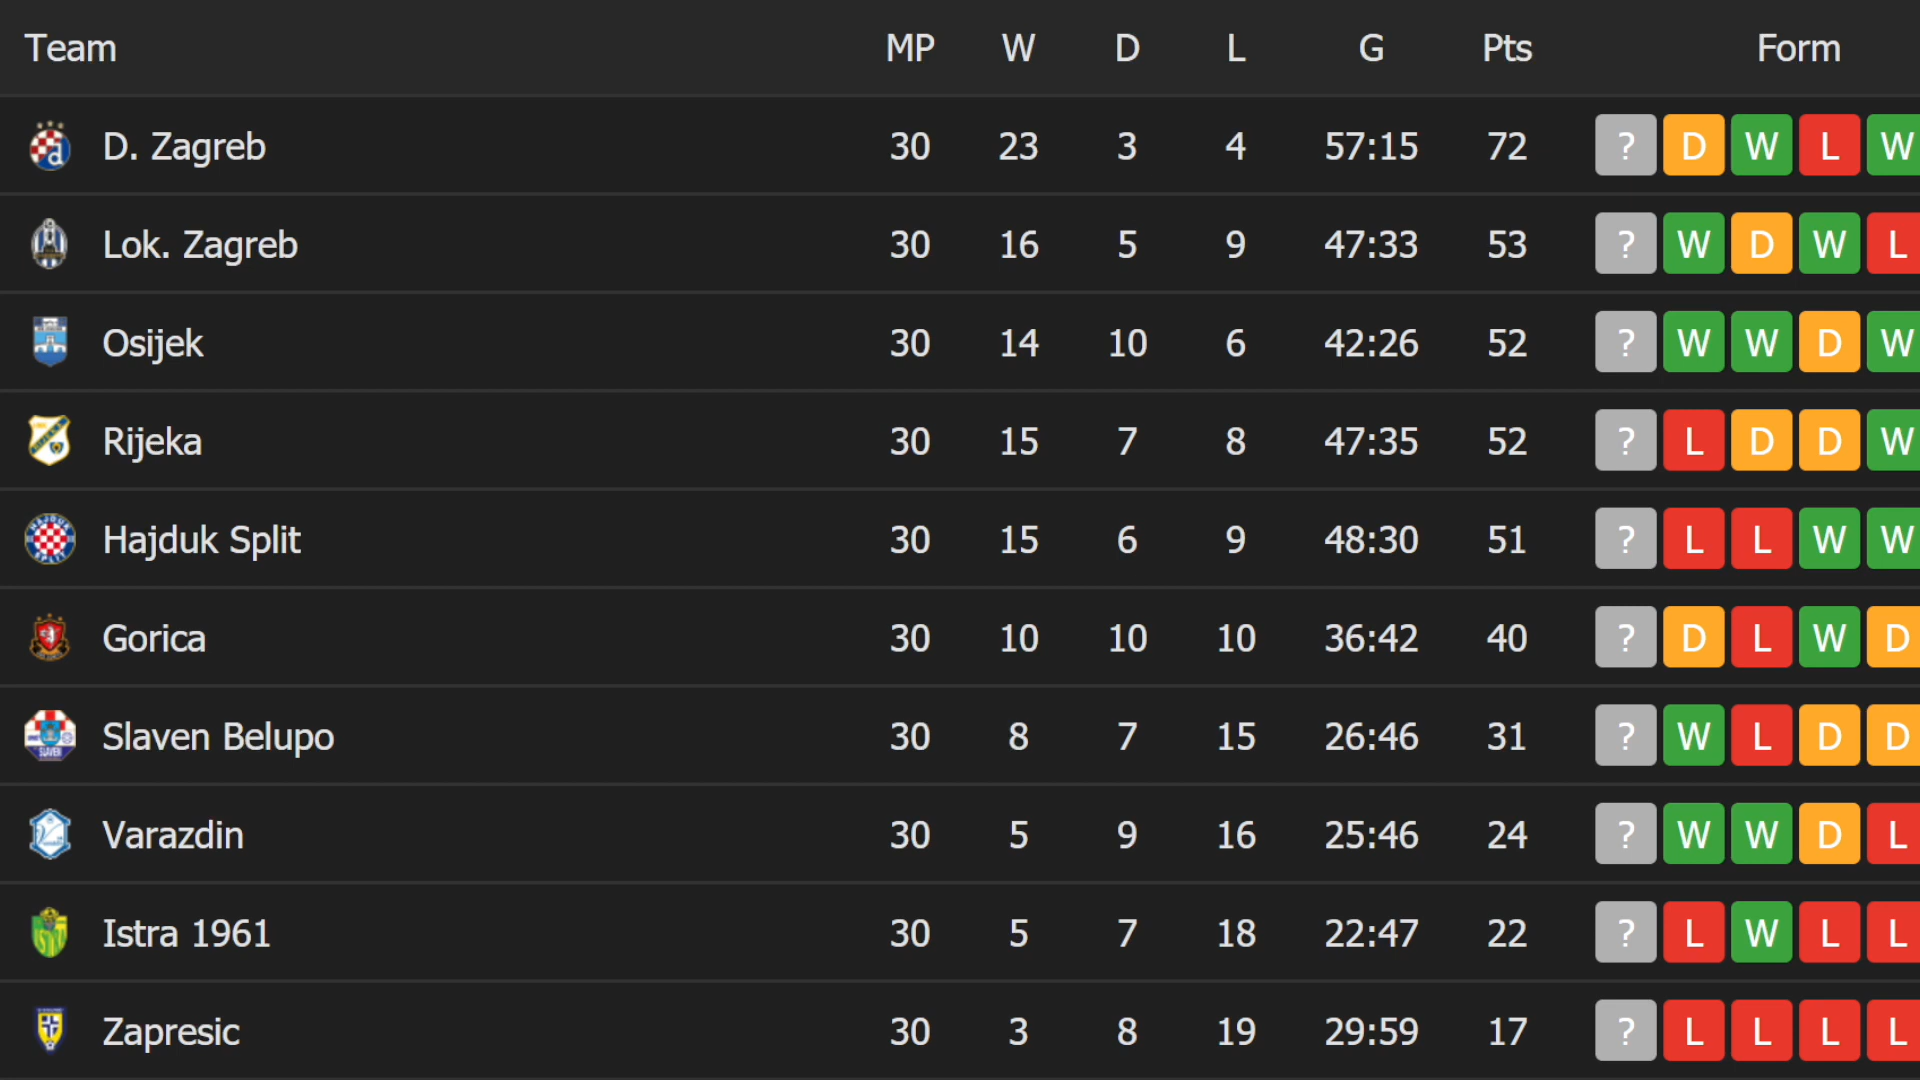 Team MP W D L G Pts Form
D. Zagreb 30 23 3 4 57:15 72 ? D W L W
Lok. Zagreb 30 16 5 9 47:33 53 ? W D W L
Osijek 30 14 10 6 42:26 52 ? W W D W
Rijeka 30 15 7 8 47:35 52 ? L D D W
Hajduk Split 30 15 6 9 48:30 51 ? L L W W
Gorica 30 10 10 10 36:42 40 ? D L W D
Slaven Belupo 30 8 7 15 26:46 31 ? W L D D
Varazdin 30 5 9 16 25:46 24 ? W W D L
Istra 1961 30 5 7 18 22:47 22 ? L W L L
Zapresic 30 3 8 19 29:59 17 ? L L L L